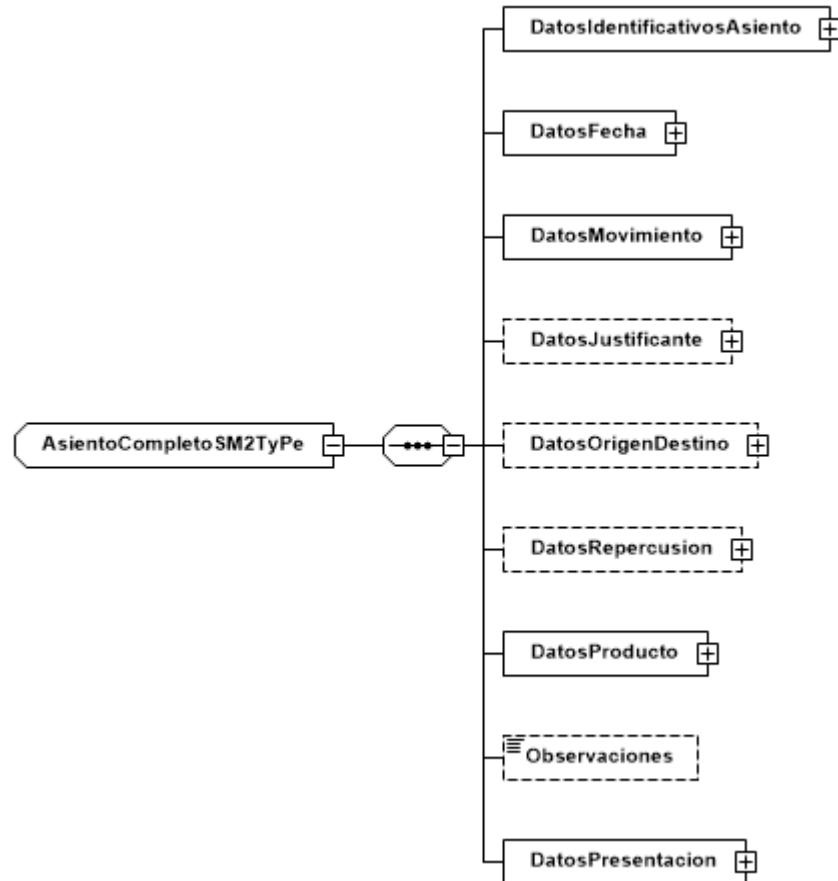 DatosIdentificativosAsiento
DatosFecha
DatosMovimiento
DatosJustificante
AsientoCompletoSM2TyPe
DatosOrigenDestino
DatosRepercusion
DatosProducto
Observaciones
DatosPresentacion